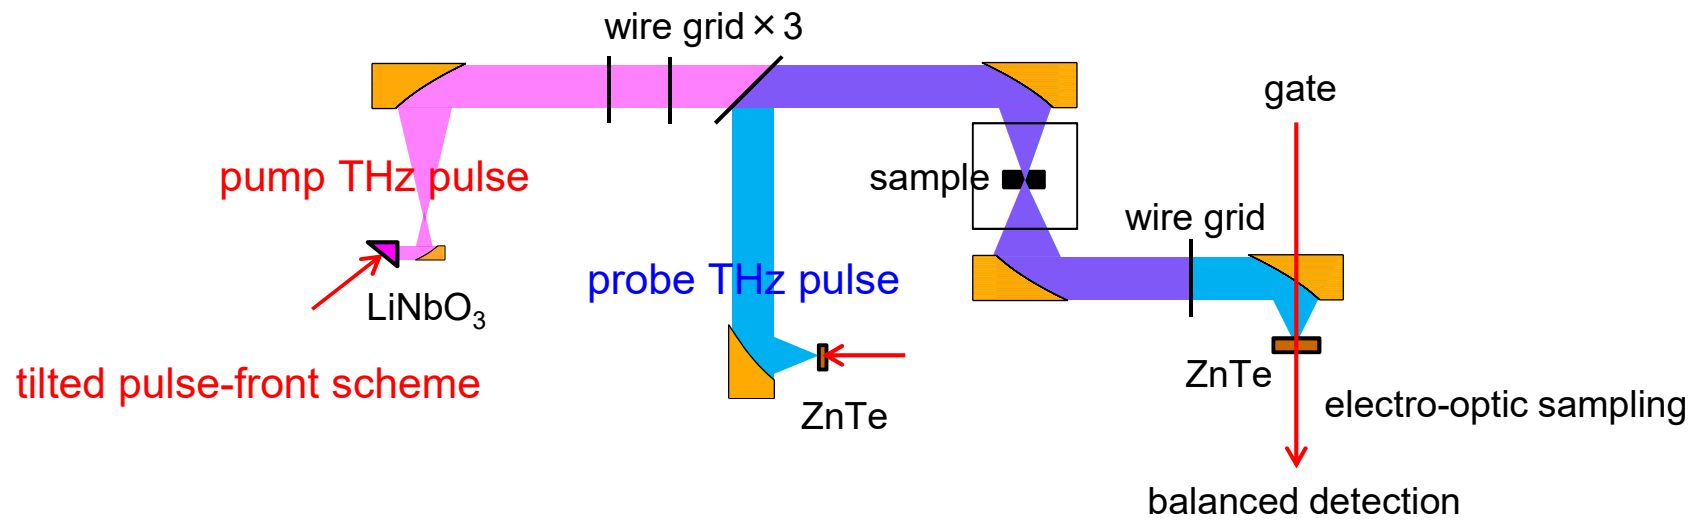 wire grid × 3
gate
pump THz pulse
sample
wire grid
probe THz pulse
LiNbO₃
tilted pulse-front scheme
ZnTe
ZnTe
electro-optic sampling
balanced detection